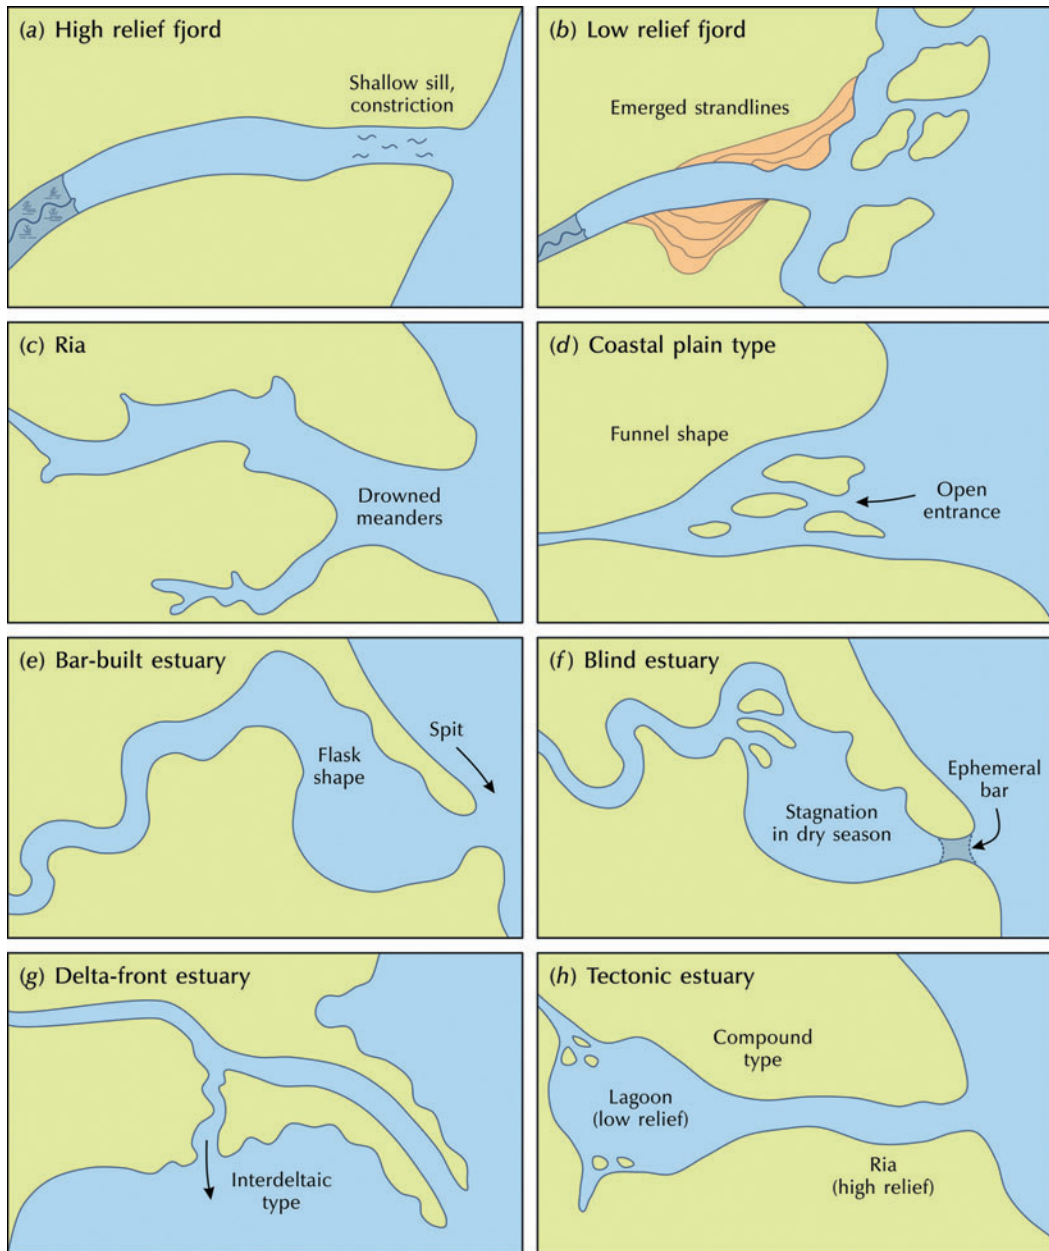 (a) High relief fjord
Shallow sill,
constriction
(b) Low relief fjord
Emerged strandlines
(c) Ria
Drowned
meanders
(d) Coastal plain type
Funnel shape
Open
entrance
(e) Bar-built estuary
Spit
Flask
shape
(f) Blind estuary
Ephemeral
bar
Stagnation
in dry season
(g) Delta-front estuary
Interdeltaic
type
(h) Tectonic estuary
Compound
type
Lagoon
(low relief)
Ria
(high relief)